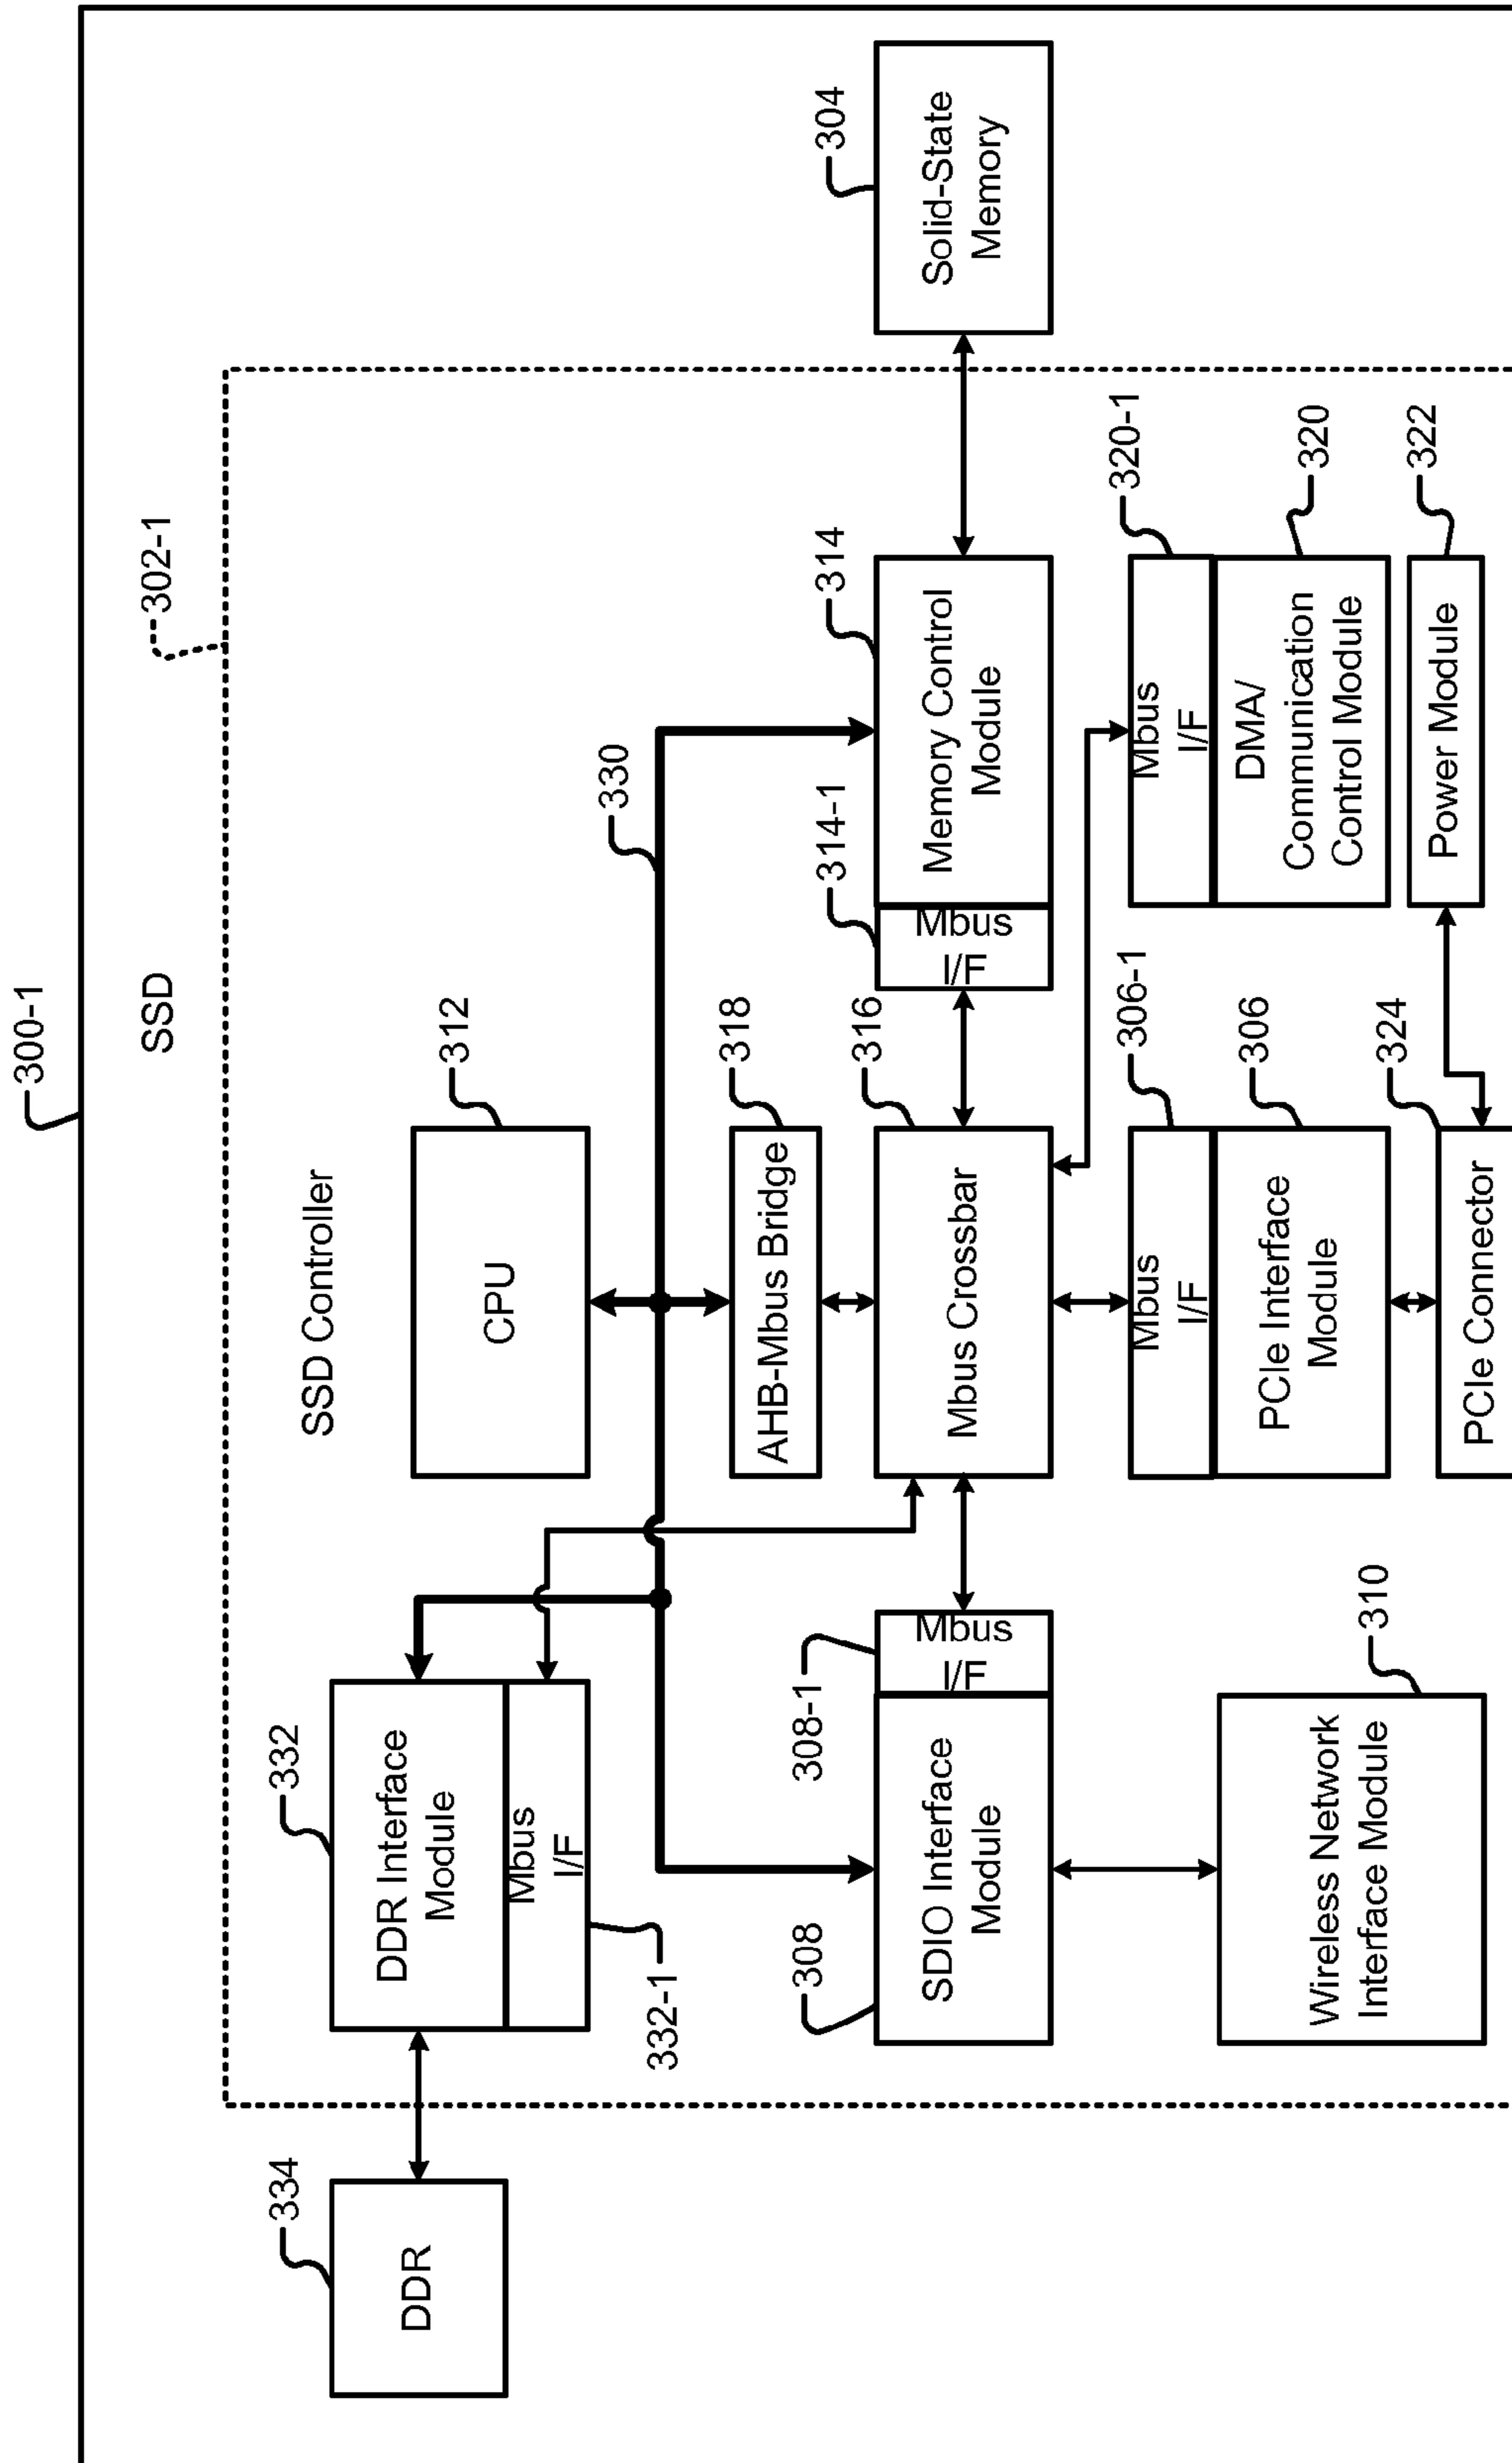 300-1
SSD
302-1
SSD Controller
334
DDR
332
DDR Interface
Module
Mbus
I/F
332-1
312
CPU
330
318
AHB-Mbus Bridge
308
SDIO Interface
Module
308-1
Mbus
I/F
316
Mbus Crossbar
314-1
Mbus
I/F
314
Memory Control
Module
304
Solid-State
Memory
310
Wireless Network
Interface Module
306-1
Mbus
I/F
306
PCIe Interface
Module
320-1
Mbus
I/F
320
DMA/
Communication
Control Module
324
PCIe Connector
322
Power Module